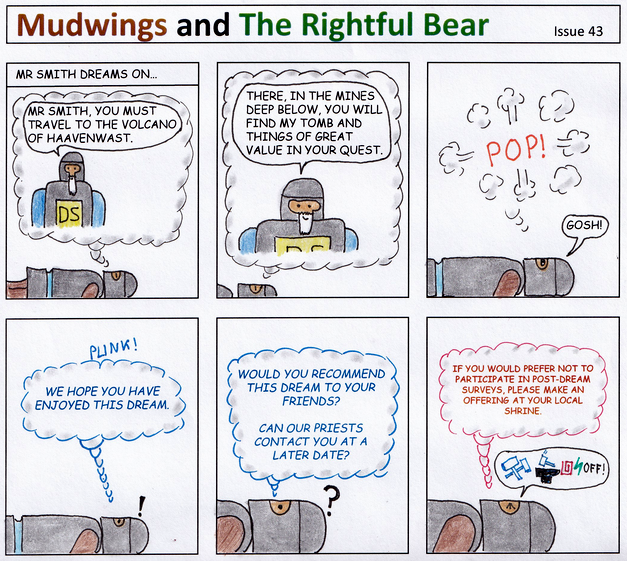 Mudwings and The Rightful Bear
Issue 43
MR SMITH DREAMS ON...
MR SMITH, YOU MUST
TRAVEL TO THE VOLCANO
OF HAAVENWAST.
DS
THERE, IN THE MINES
DEEP BELOW, YOU WILL
FIND MY TOMB AND
THINGS OF GREAT
VALUE IN YOUR QUEST.
DS
POP!
GOSH!
PLINK!
WE HOPE YOU HAVE
ENJOYED THIS DREAM.
!
WOULD YOU RECOMMEND
THIS DREAM TO YOUR
FRIENDS?
CAN OUR PRIESTS
CONTACT YOU AT A
LATER DATE?
?
IF YOU WOULD PREFER NOT TO
PARTICIPATE IN POST-DREAM
SURVEYS, PLEASE MAKE AN
OFFERING AT YOUR LOCAL
SHRINE.
OFF!